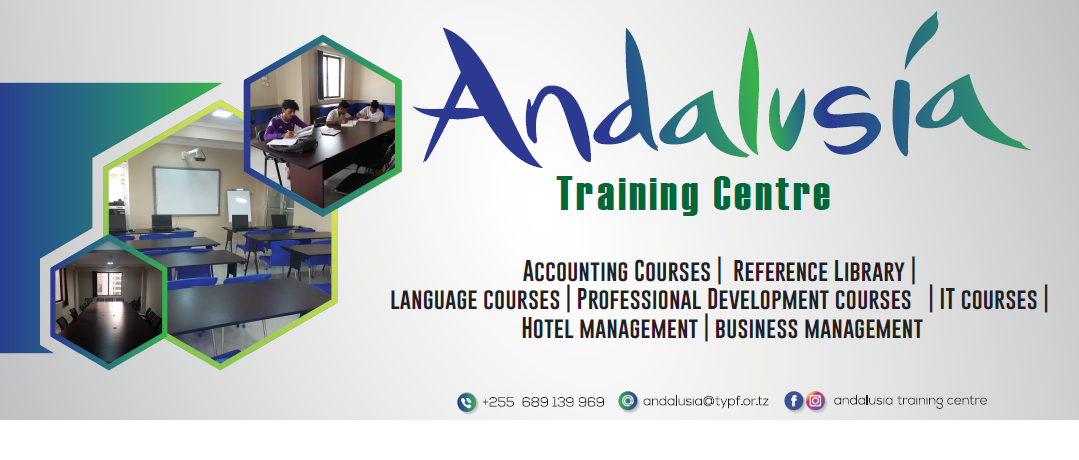 Andalusía
Training Centre
ACCOUNTING COURSES | REFERENCE LIBRARY |
LANGUAGE COURSES | PROFESSIONAL DEVELOPMENT COURSES | IT COURSES |
HOTEL MANAGEMENT | BUSINESS MANAGEMENT
+255 689 139 969 andalusia@typf.or.tz andalusia training centre